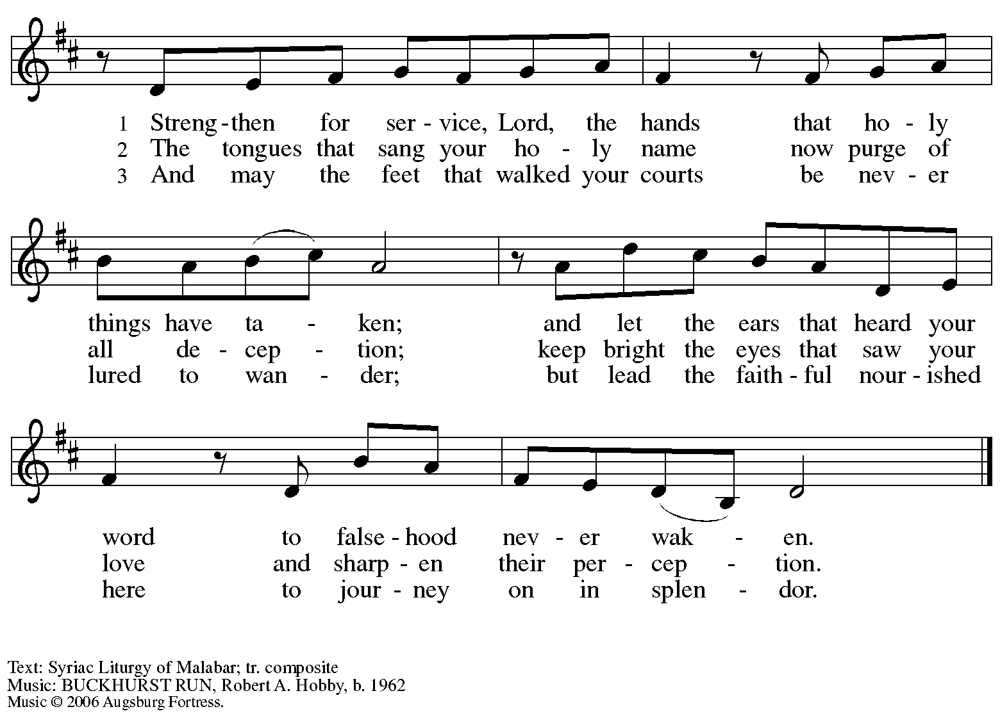 1 Streng - then for ser - vice, Lord, the hands that ho - ly
2 The tongues that sang your ho - ly name now purge of
3 And may the feet that walked your courts be nev - er
things have ta - ken; and let the ears that heard your
all de - cep - tion; keep bright the eyes that saw your
lured to wan - der; but lead the faith - ful nour - ished
word to false - hood nev - er wak - en.
love and sharp - en their per - cep - tion.
here to jour - ney on in splen - dor.
Text: Syriac Liturgy of Malabar; tr. composite
Music: BUCKHURST RUN, Robert A. Hobby, b. 1962
Music © 2006 Augsburg Fortress.